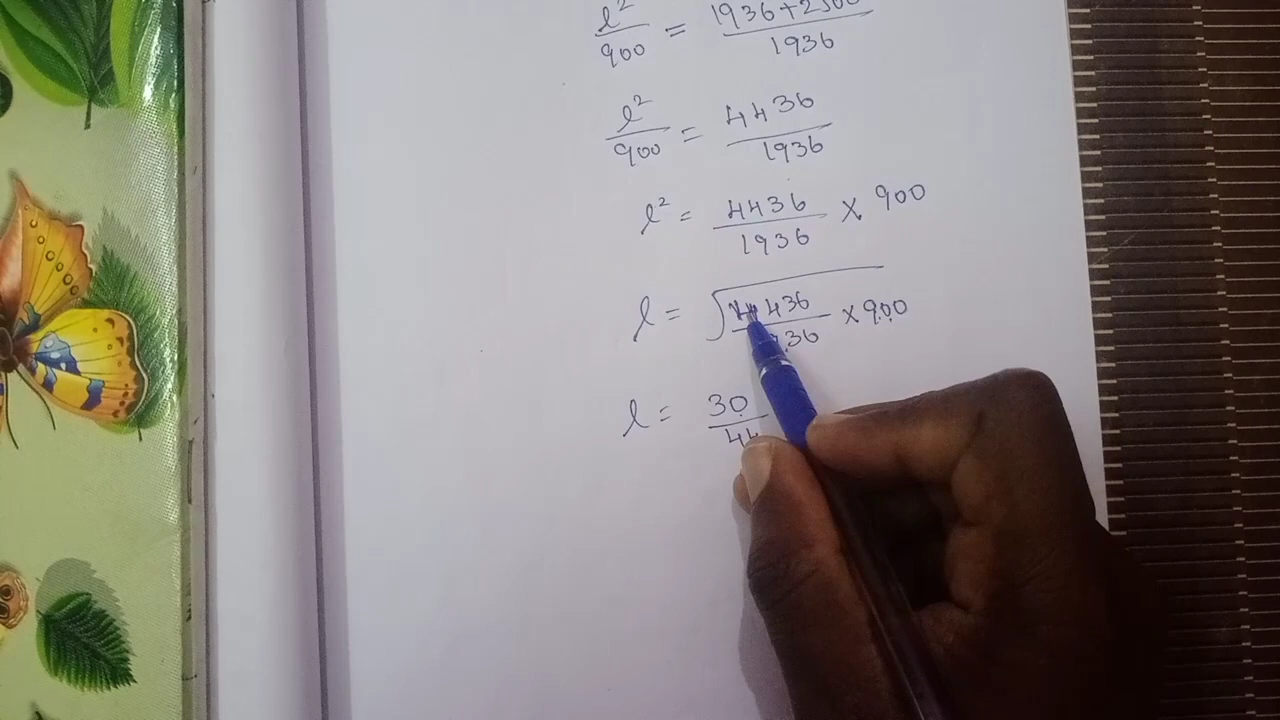 l²/900 = 1936+2500/1936
l²/900 = 4436/1936
l² = 4436/1936 × 900
l = √4436/1936 × 900
l = 30/44